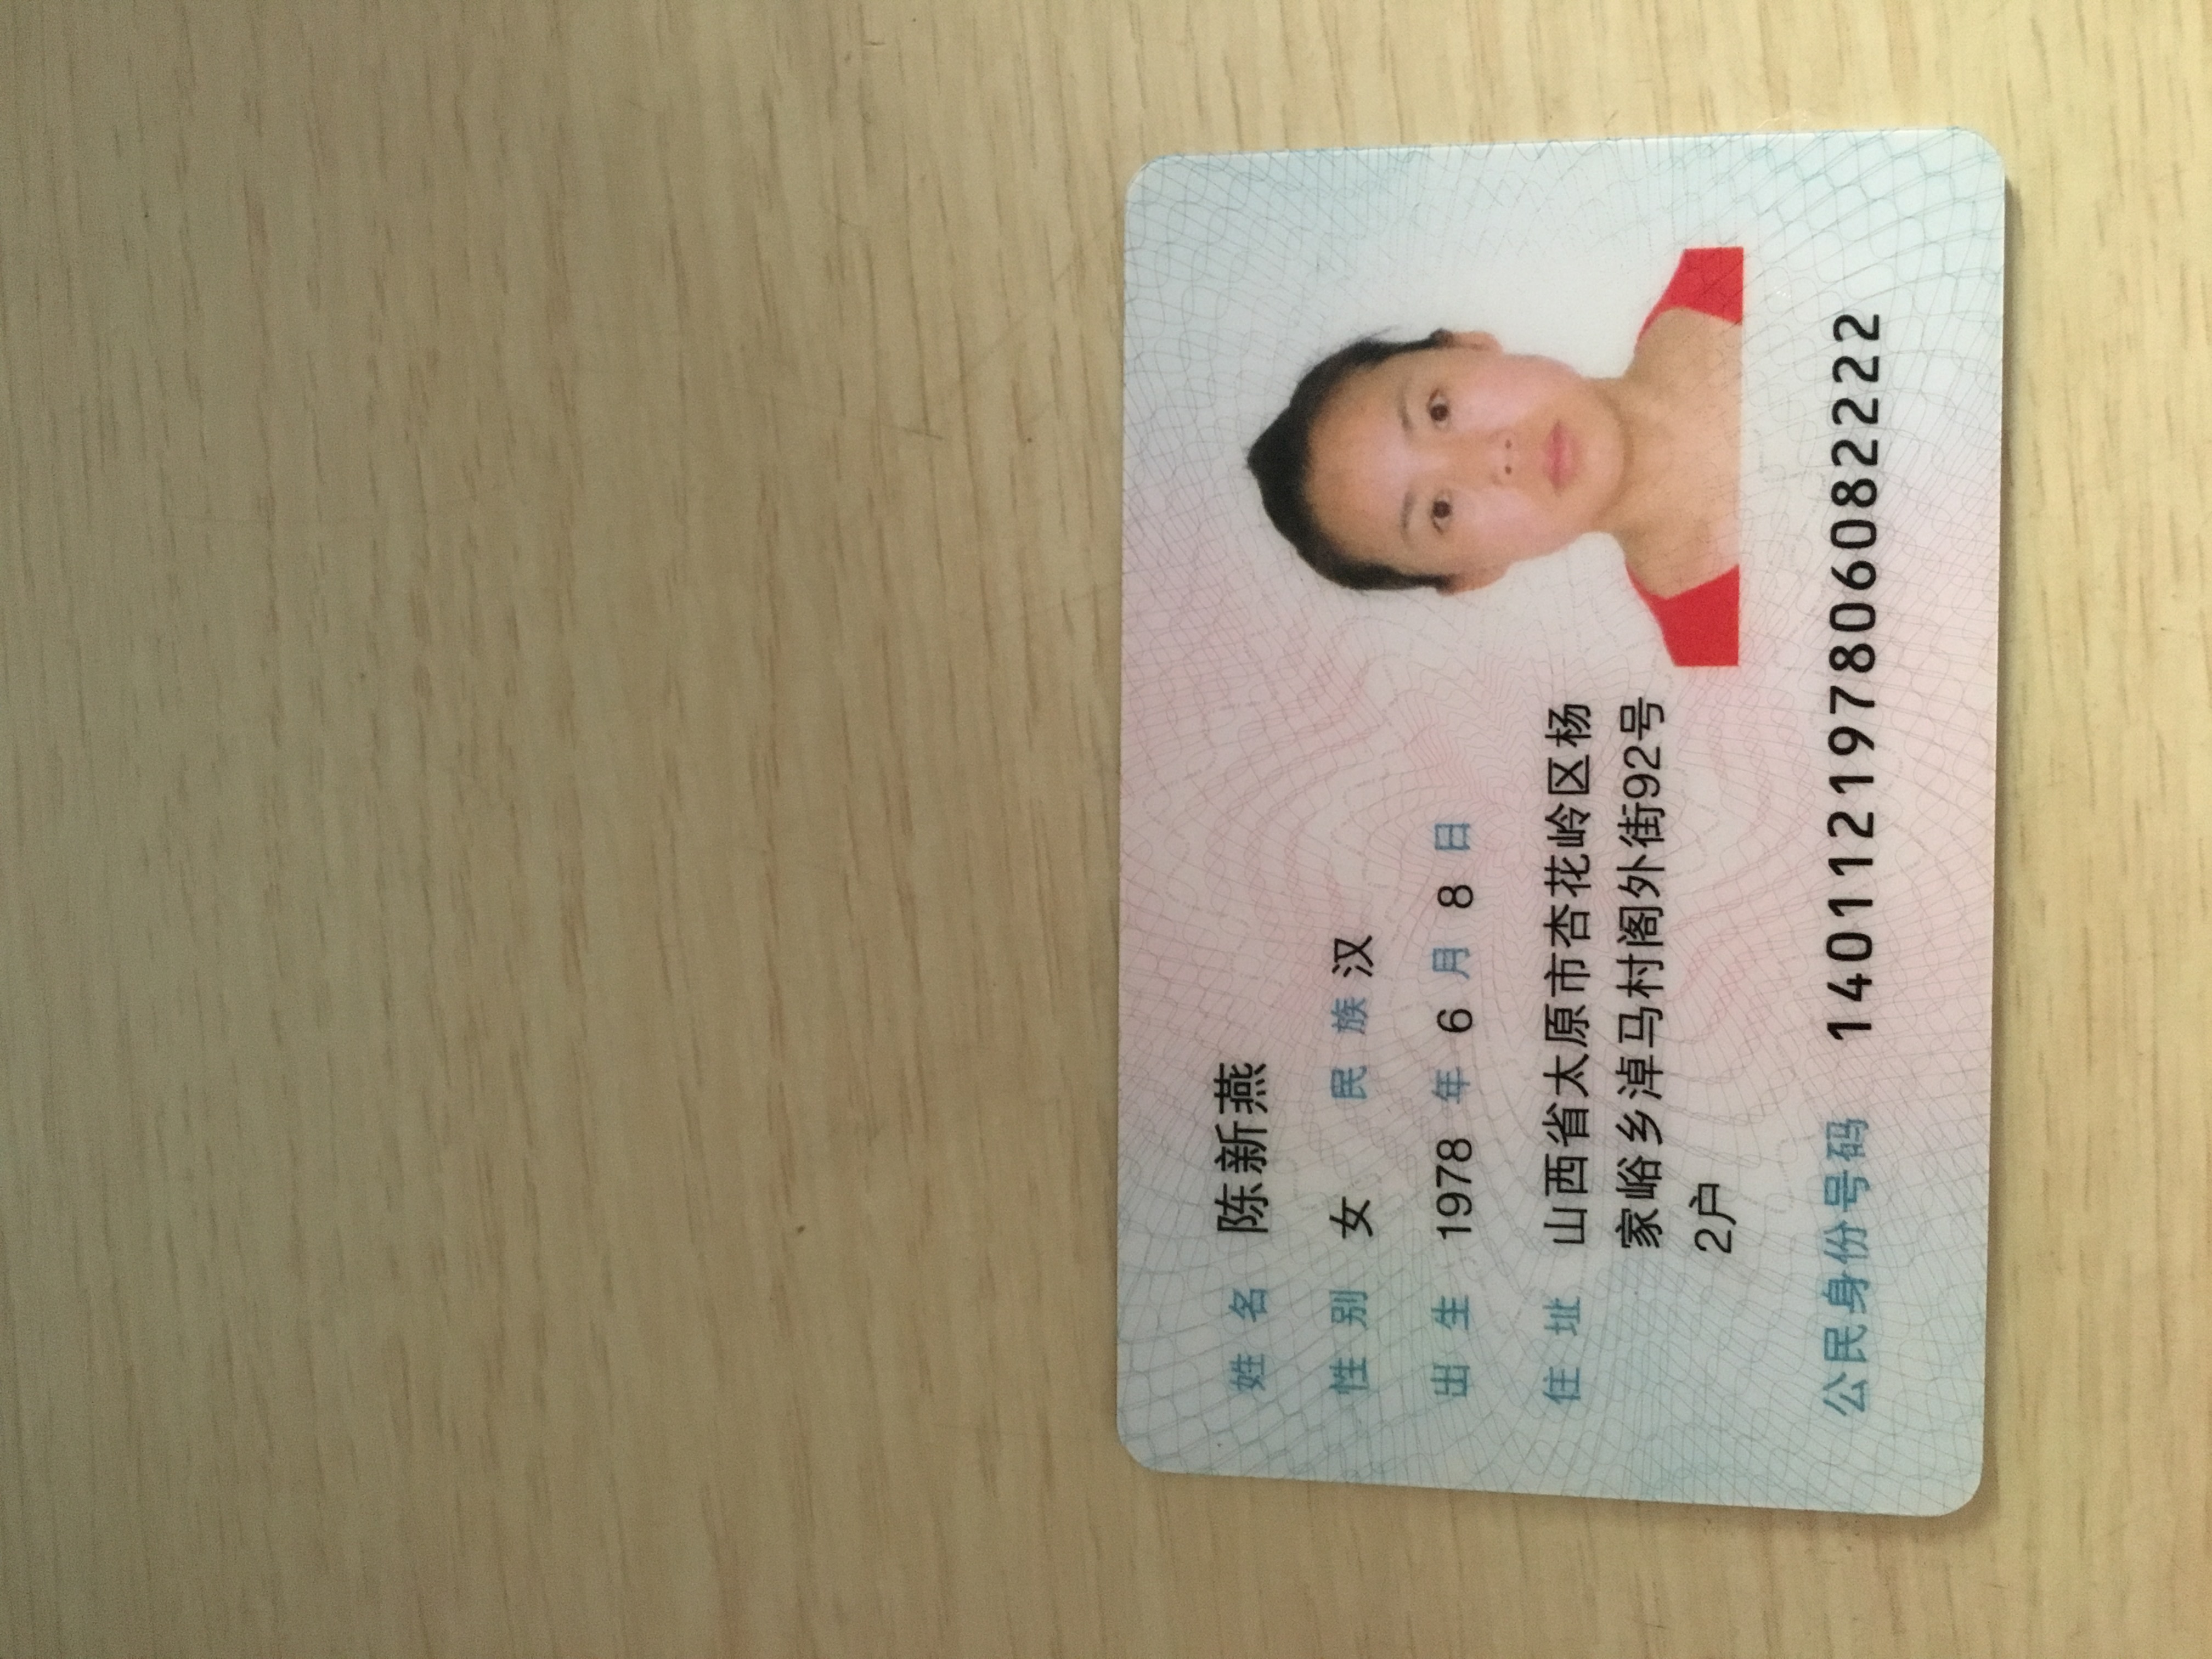 姓名 陈新燕
性别 女 民族 汉
出生 1978 年 6 月 8 日
住址 山西省太原市杏花岭区杨
家峪乡淖马村阁外街92号
2户
公民身份号码 140112197806082222